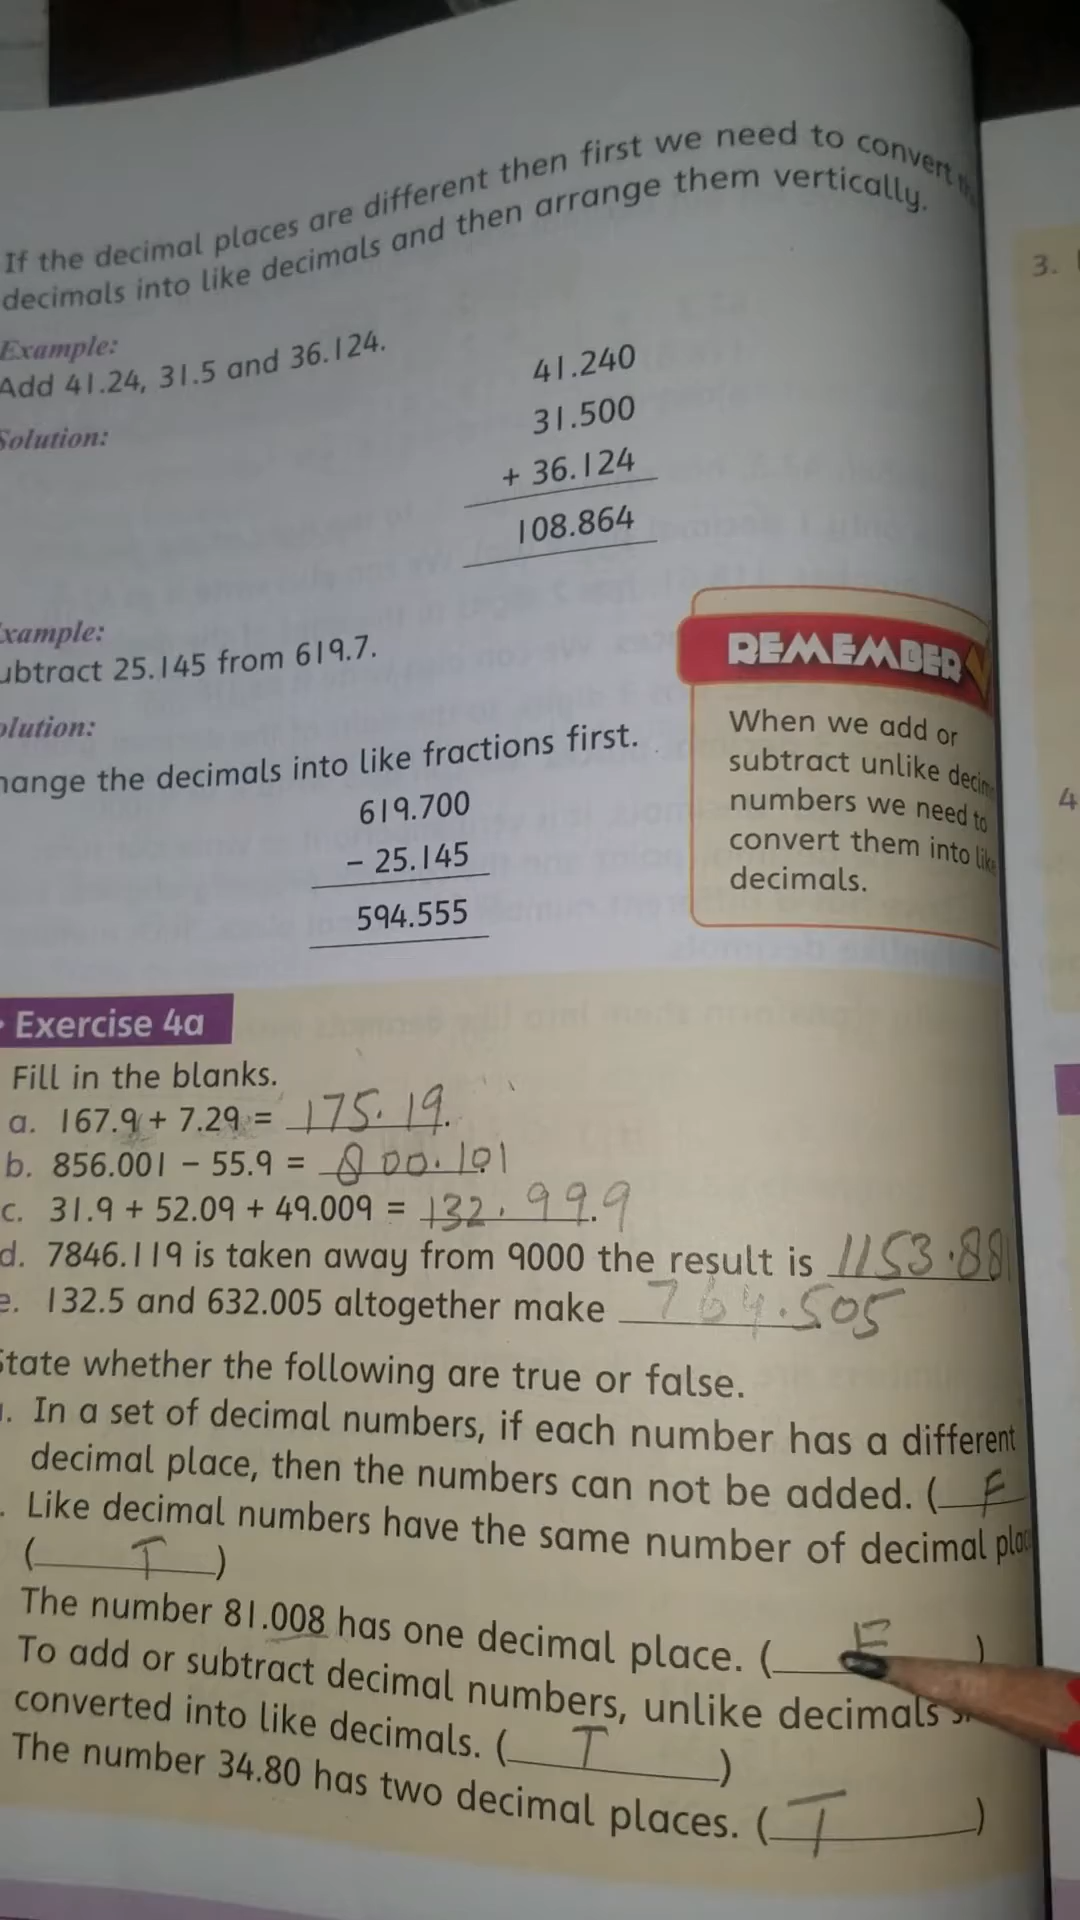 If the decimal places are different then first we need to convert
decimals into like decimals and then arrange them vertically.
Example:
Add 41.24, 31.5 and 36.124.
Solution:
41.240
31.500
+ 36.124
108.864
xample:
ubtract 25.145 from 619.7.
olution:
hange the decimals into like fractions first.
619.700
– 25.145
594.555
REMEMBER
When we add or
subtract unlike decim
numbers we need to
convert them into lik
decimals.
3.
4
Exercise 4a
Fill in the blanks.
a. 167.9 + 7.29 = 175.19.
b. 856.001 – 55.9 = 800.101
c. 31.9 + 52.09 + 49.009 = 132.999
d. 7846.119 is taken away from 9000 the result is 1153.881
e. 132.5 and 632.005 altogether make 764.505
State whether the following are true or false.
. In a set of decimal numbers, if each number has a different
decimal place, then the numbers can not be added. ( F
. Like decimal numbers have the same number of decimal plac
( T )
The number 81.008 has one decimal place. ( F )
To add or subtract decimal numbers, unlike decimals
converted into like decimals. ( T )
The number 34.80 has two decimal places. ( T )